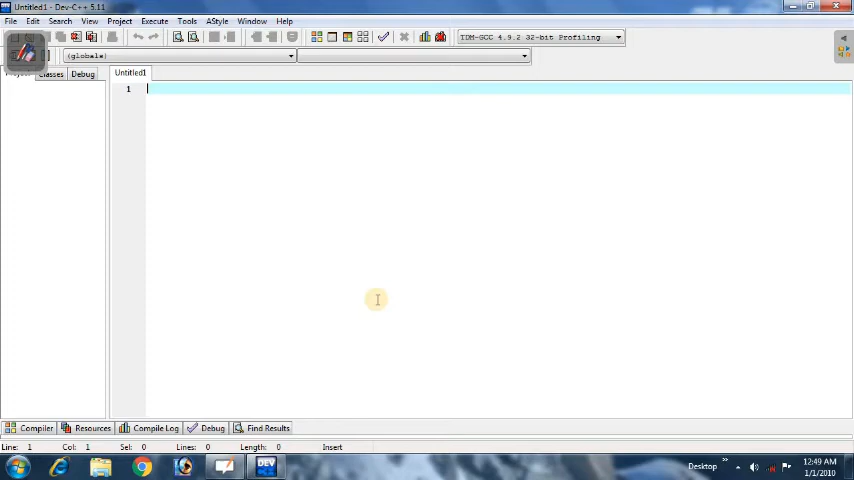 Untitled1 - Dev-C++ 5.11
File Edit Search View Project Execute Tools AStyle Window Help
TDM-GCC 4.9.2 32-bit Profiling
(globals)
Classes Debug
Untitled1
1
Compiler Resources Compile Log Debug Find Results
Line: 1 Col: 1 Sel: 0 Lines: 0 Length: 0 Insert
DEV
Desktop
12:49 AM
1/1/2010